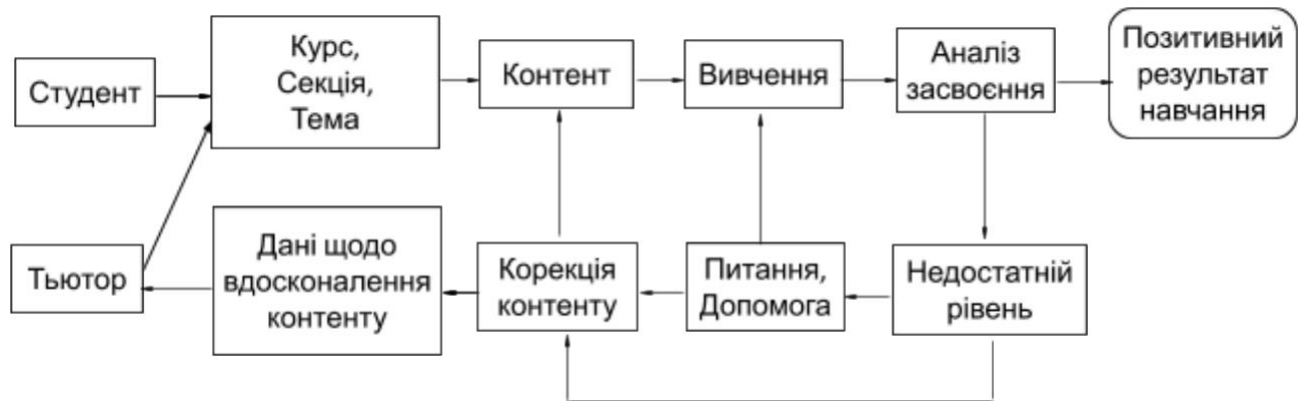 Студент
Курс,
Секція,
Тема
Контент
Вивчення
Аналіз
засвоєння
Позитивний
результат
навчання
Тьютор
Дані щодо
вдосконалення
контенту
Корекція
контенту
Питання,
Допомога
Недостатній
рівень